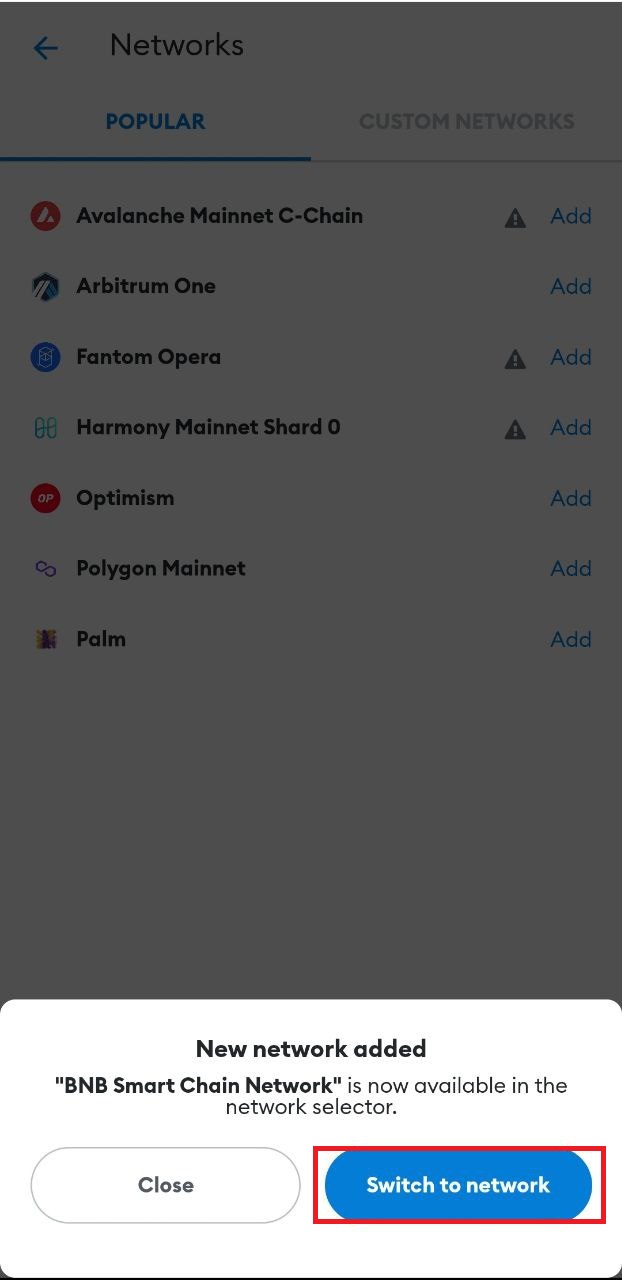 Networks
POPULAR
CUSTOM NETWORKS
Avalanche Mainnet C-Chain Add
Arbitrum One Add
Fantom Opera Add
Harmony Mainnet Shard 0 Add
OP Optimism Add
Polygon Mainnet Add
Palm Add
New network added
"BNB Smart Chain Network" is now available in the
network selector.
Close
Switch to network